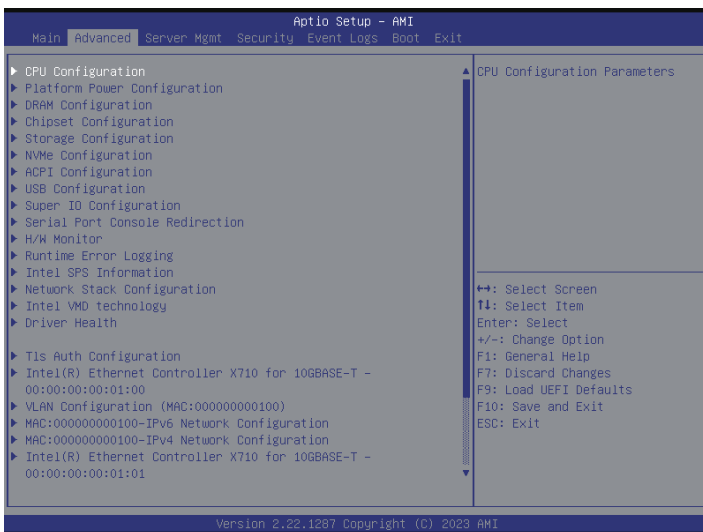 Aptio Setup – AMI
Main Advanced Server Mgmt Security Event Logs Boot Exit
▶ CPU Configuration
▶ Platform Power Configuration
▶ DRAM Configuration
▶ Chipset Configuration
▶ Storage Configuration
▶ NVMe Configuration
▶ ACPI Configuration
▶ USB Configuration
▶ Super IO Configuration
▶ Serial Port Console Redirection
▶ H/W Monitor
▶ Runtime Error Logging
▶ Intel SPS Information
▶ Network Stack Configuration
▶ Intel VMD technology
▶ Driver Health
▶ Tls Auth Configuration
▶ Intel(R) Ethernet Controller X710 for 10GBASE-T –
00:00:00:00:01:00
▶ VLAN Configuration (MAC:000000000100)
▶ MAC:000000000100-IPv6 Network Configuration
▶ MAC:000000000100-IPv4 Network Configuration
▶ Intel(R) Ethernet Controller X710 for 10GBASE-T –
00:00:00:00:01:01
CPU Configuration Parameters
↔: Select Screen
↑↓: Select Item
Enter: Select
+/-: Change Option
F1: General Help
F7: Discard Changes
F9: Load UEFI Defaults
F10: Save and Exit
ESC: Exit
Version 2.22.1287 Copyright (C) 2023 AMI